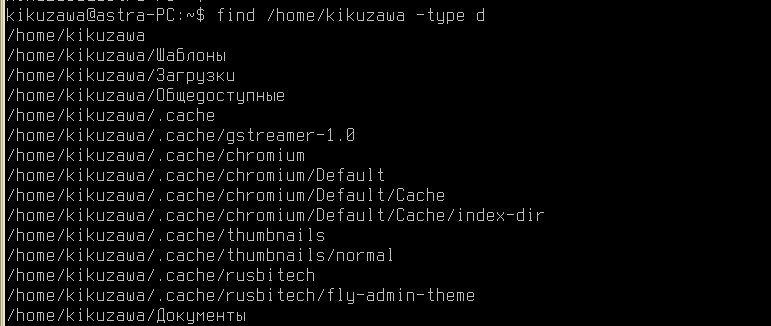 kikuzawa@astra-PC:~$ find /home/kikuzawa -type d
/home/kikuzawa
/home/kikuzawa/Шаблоны
/home/kikuzawa/Загрузки
/home/kikuzawa/Общедоступные
/home/kikuzawa/.cache
/home/kikuzawa/.cache/gstreamer-1.0
/home/kikuzawa/.cache/chromium
/home/kikuzawa/.cache/chromium/Default
/home/kikuzawa/.cache/chromium/Default/Cache
/home/kikuzawa/.cache/chromium/Default/Cache/index-dir
/home/kikuzawa/.cache/thumbnails
/home/kikuzawa/.cache/thumbnails/normal
/home/kikuzawa/.cache/rusbitech
/home/kikuzawa/.cache/rusbitech/fly-admin-theme
/home/kikuzawa/Документы